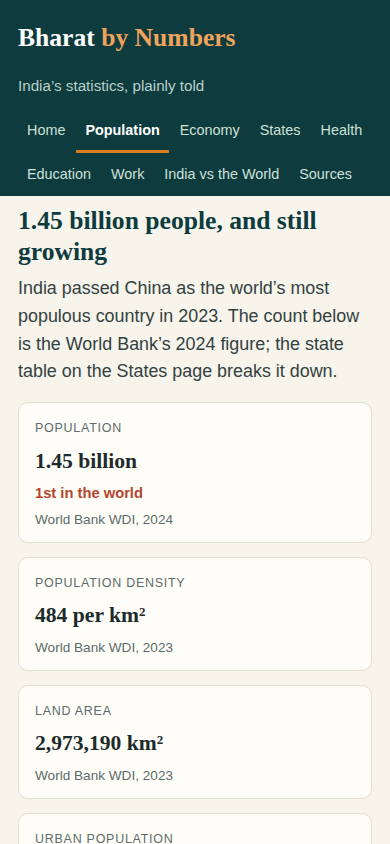 Bharat by Numbers
India’s statistics, plainly told
Home Population Economy States Health
Education Work India vs the World Sources
1.45 billion people, and still
growing
India passed China as the world’s most
populous country in 2023. The count below
is the World Bank’s 2024 figure; the state
table on the States page breaks it down.
POPULATION
1.45 billion
1st in the world
World Bank WDI, 2024
POPULATION DENSITY
484 per km²
World Bank WDI, 2023
LAND AREA
2,973,190 km²
World Bank WDI, 2023
URBAN POPULATION